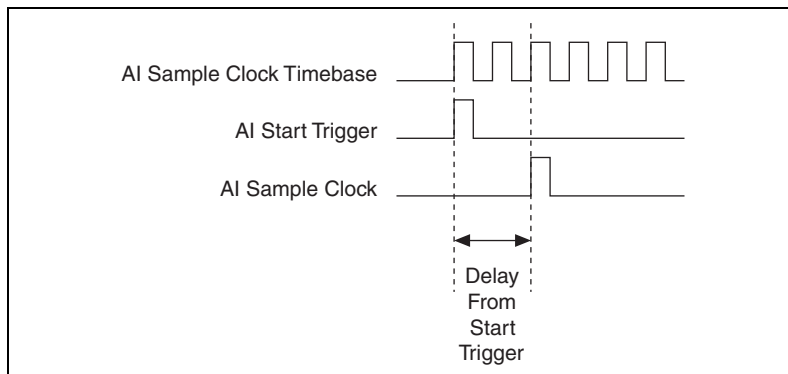 AI Sample Clock Timebase
AI Start Trigger
AI Sample Clock
Delay
From
Start
Trigger